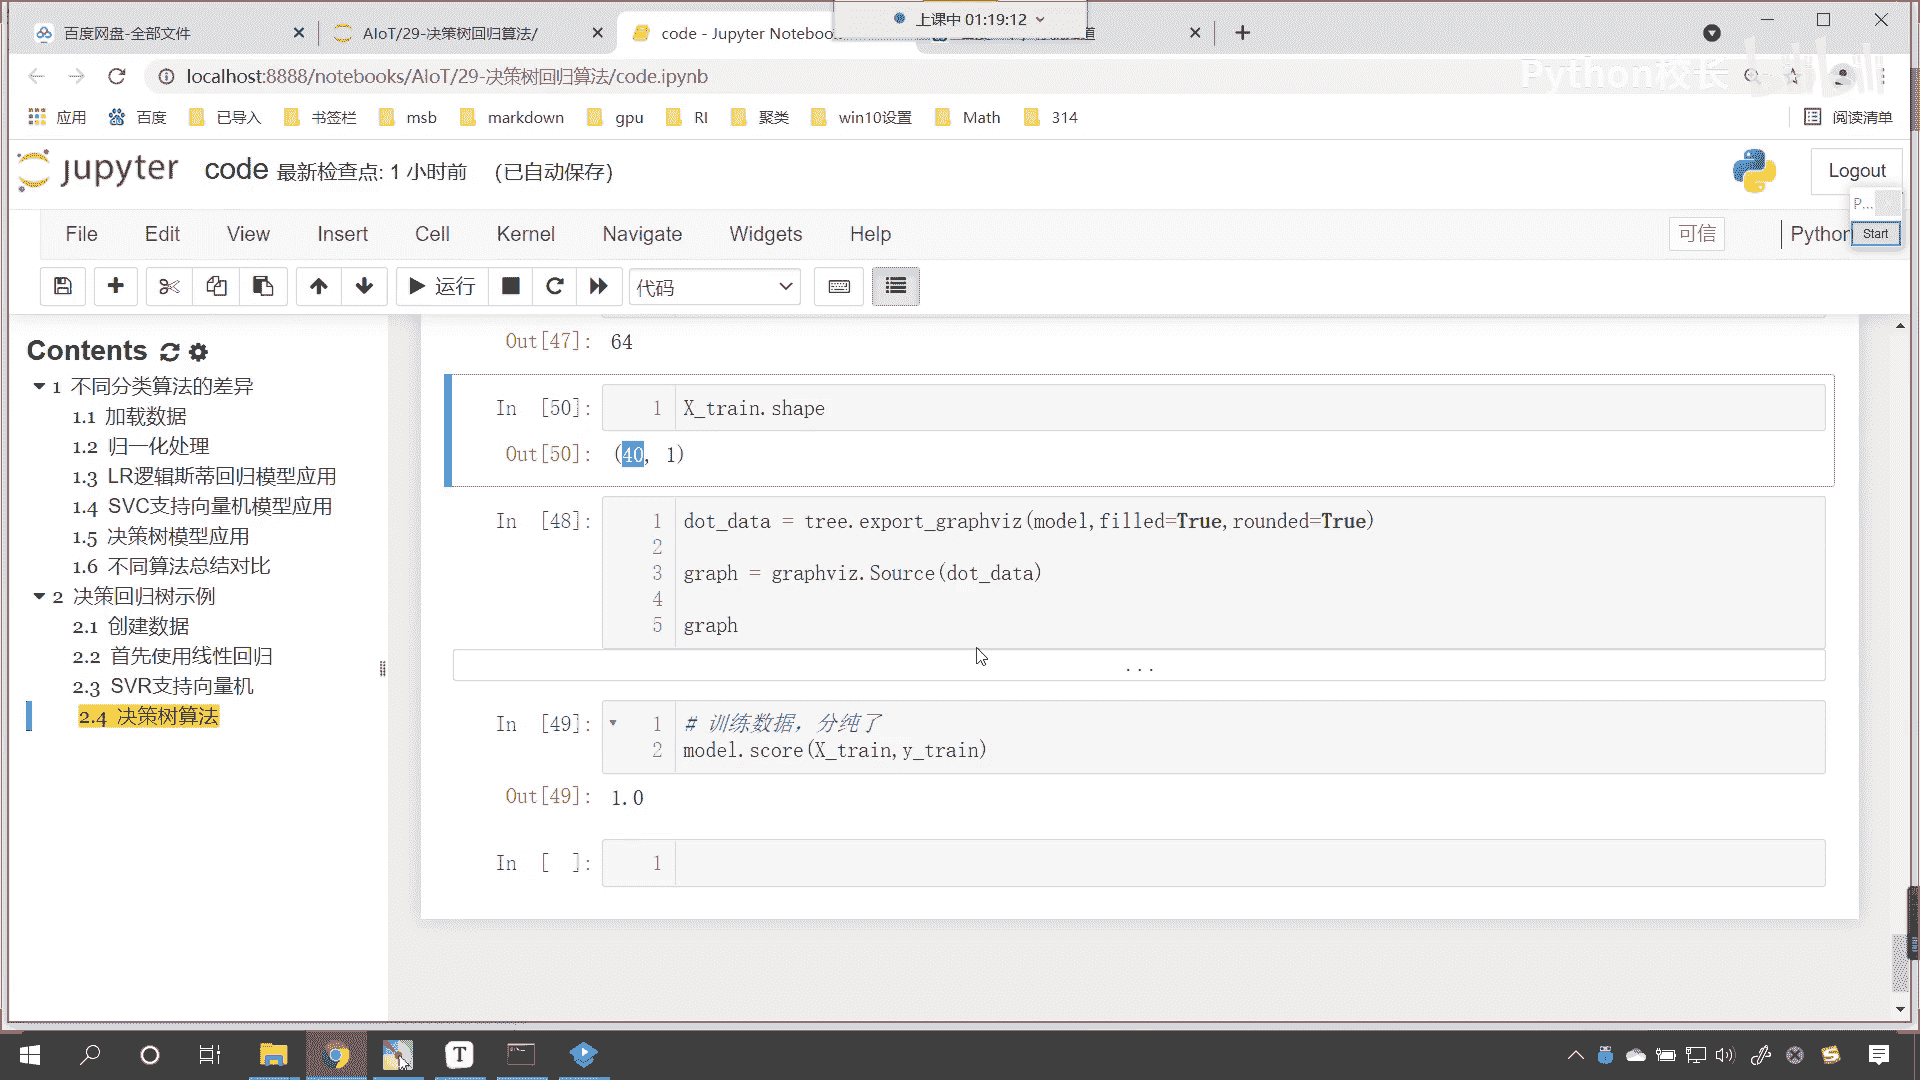 上课中 01:19:12
百度网盘-全部文件
AIoT/29-决策树回归算法/
code - Jupyter Noteboo
localhost:8888/notebooks/AIoT/29-决策树回归算法/code.ipynb
Python校长
bilibili
应用 百度 已导入 书签栏 msb markdown gpu RI 聚类 win10设置 Math 314 阅读清单
jupyter code 最新检查点: 1 小时前 (已自动保存) Logout
P...
File Edit View Insert Cell Kernel Navigate Widgets Help 可信 Python
Start
运行 代码
Contents
1 不同分类算法的差异
1.1 加载数据
1.2 归一化处理
1.3 LR逻辑斯蒂回归模型应用
1.4 SVC支持向量机模型应用
1.5 决策树模型应用
1.6 不同算法总结对比
2 决策回归树示例
2.1 创建数据
2.2 首先使用线性回归
2.3 SVR支持向量机
2.4 决策树算法
Out[47]: 64
In [50]: 1 X_train.shape
Out[50]: (40, 1)
In [48]: 1 dot_data = tree.export_graphviz(model,filled=True,rounded=True)
2
3 graph = graphviz.Source(dot_data)
4
5 graph
...
In [49]: 1 # 训练数据，分纯了
2 model.score(X_train,y_train)
Out[49]: 1.0
In [ ]: 1
T